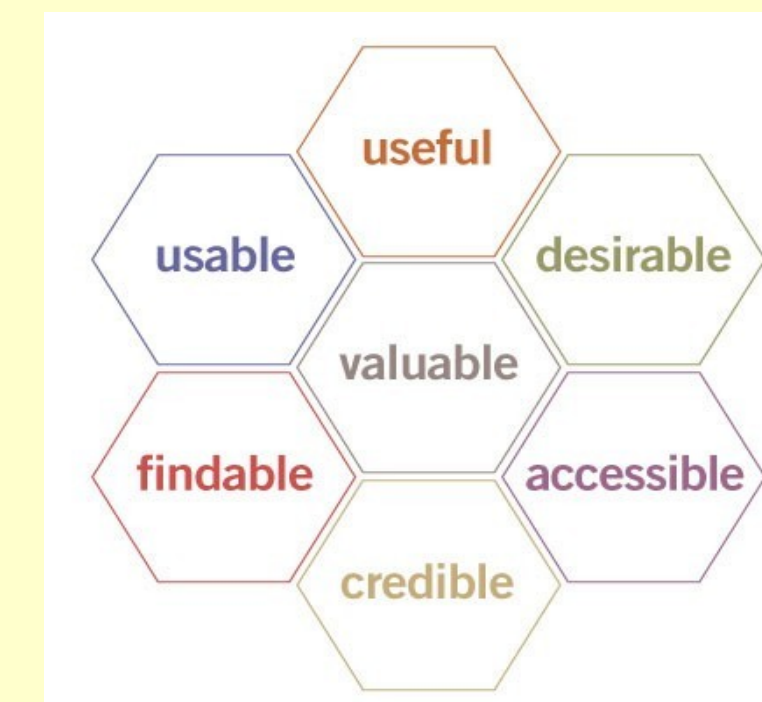 useful
usable
desirable
valuable
findable
accessible
credible